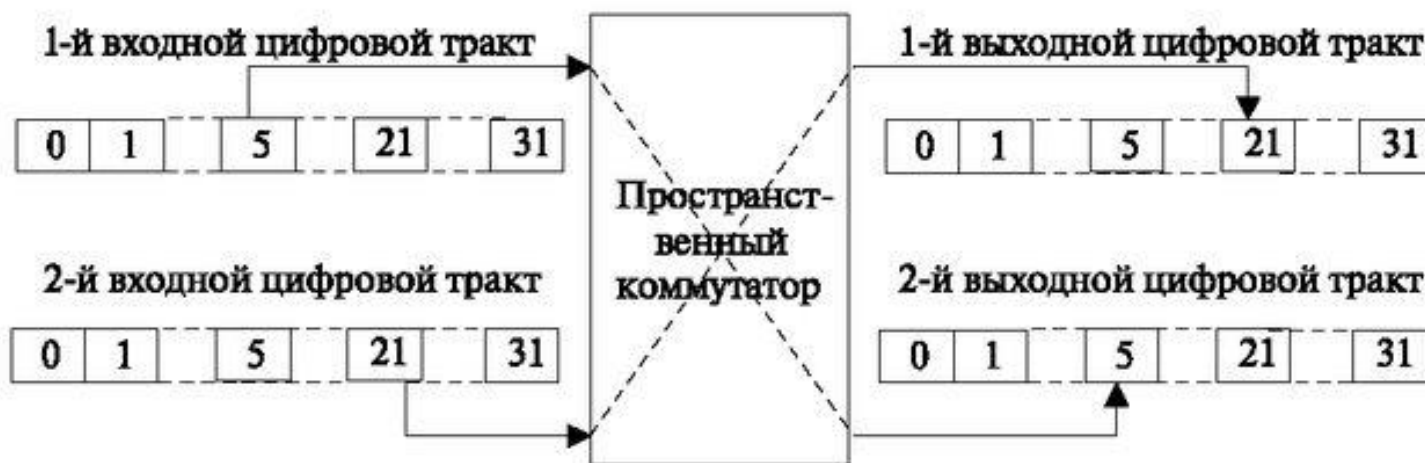 1-й входной цифровой тракт
1-й выходной цифровой тракт
0 1 5 21 31
0 1 5 21 31
Пространст-
венный
коммутатор
2-й входной цифровой тракт
2-й выходной цифровой тракт
0 1 5 21 31
0 1 5 21 31